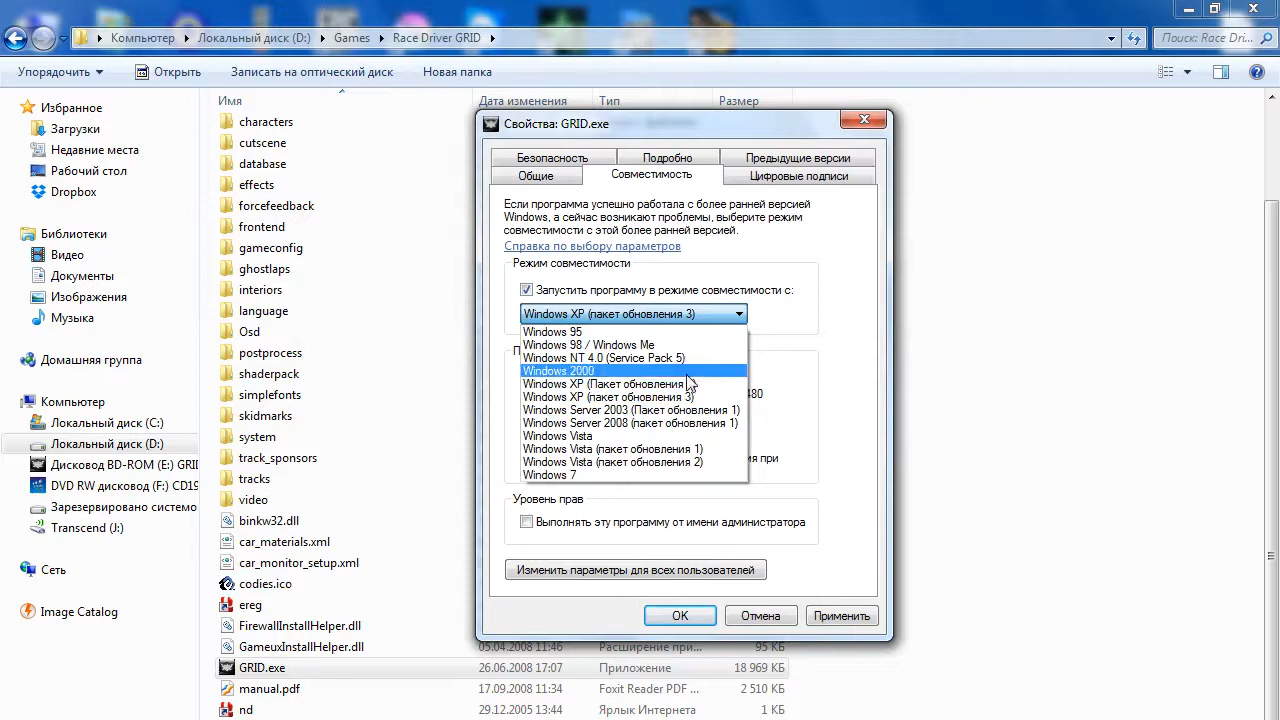 Компьютер
Локальный диск (D:)
Games
Race Driver GRID
Поиск: Race Dri...
Упорядочить
Открыть
Записать на оптический диск
Новая папка
Избранное
Загрузки
Недавние места
Рабочий стол
Dropbox
Библиотеки
Видео
Документы
Изображения
Музыка
Домашняя группа
Компьютер
Локальный диск (C:)
Локальный диск (D:)
Дисковод BD-ROM (E:) GRI
DVD RW дисковод (F:) CD19
Зарезервировано системо
Transcend (J:)
Сеть
Image Catalog
Имя
Дата изменения
Тип
Размер
characters
cutscene
database
effects
forcefeedback
frontend
gameconfig
ghostlaps
interiors
language
Osd
postprocess
shaderpack
simplefonts
skidmarks
system
track_sponsors
tracks
video
binkw32.dll
car_materials.xml
car_monitor_setup.xml
codies.ico
ereg
FirewallInstallHelper.dll
GameuxInstallHelper.dll
05.04.2008 11:46
Расширение при...
95 КБ
GRID.exe
26.06.2008 17:07
Приложение
18 969 КБ
manual.pdf
17.09.2008 11:34
Foxit Reader PDF ...
2 510 КБ
nd
29.12.2005 13:44
Ярлык Интернета
1 КБ
Свойства: GRID.exe
Безопасность
Подробно
Предыдущие версии
Общие
Совместимость
Цифровые подписи
Если программа успешно работала с более ранней версией
Windows, а сейчас возникают проблемы, выберите режим
совместимости с этой более ранней версией.
Справка по выбору параметров
Режим совместимости
Запустить программу в режиме совместимости с:
Windows XP (пакет обновления 3)
Windows 95
Windows 98 / Windows Me
Windows NT 4.0 (Service Pack 5)
Windows 2000
Windows XP (Пакет обновления
Windows XP (пакет обновления 3)
Windows Server 2003 (Пакет обновления 1)
Windows Server 2008 (пакет обновления 1)
Windows Vista
Windows Vista (пакет обновления 1)
Windows Vista (пакет обновления 2)
Windows 7
П
480
ия при
Уровень прав
Выполнять эту программу от имени администратора
Изменить параметры для всех пользователей
OK
Отмена
Применить